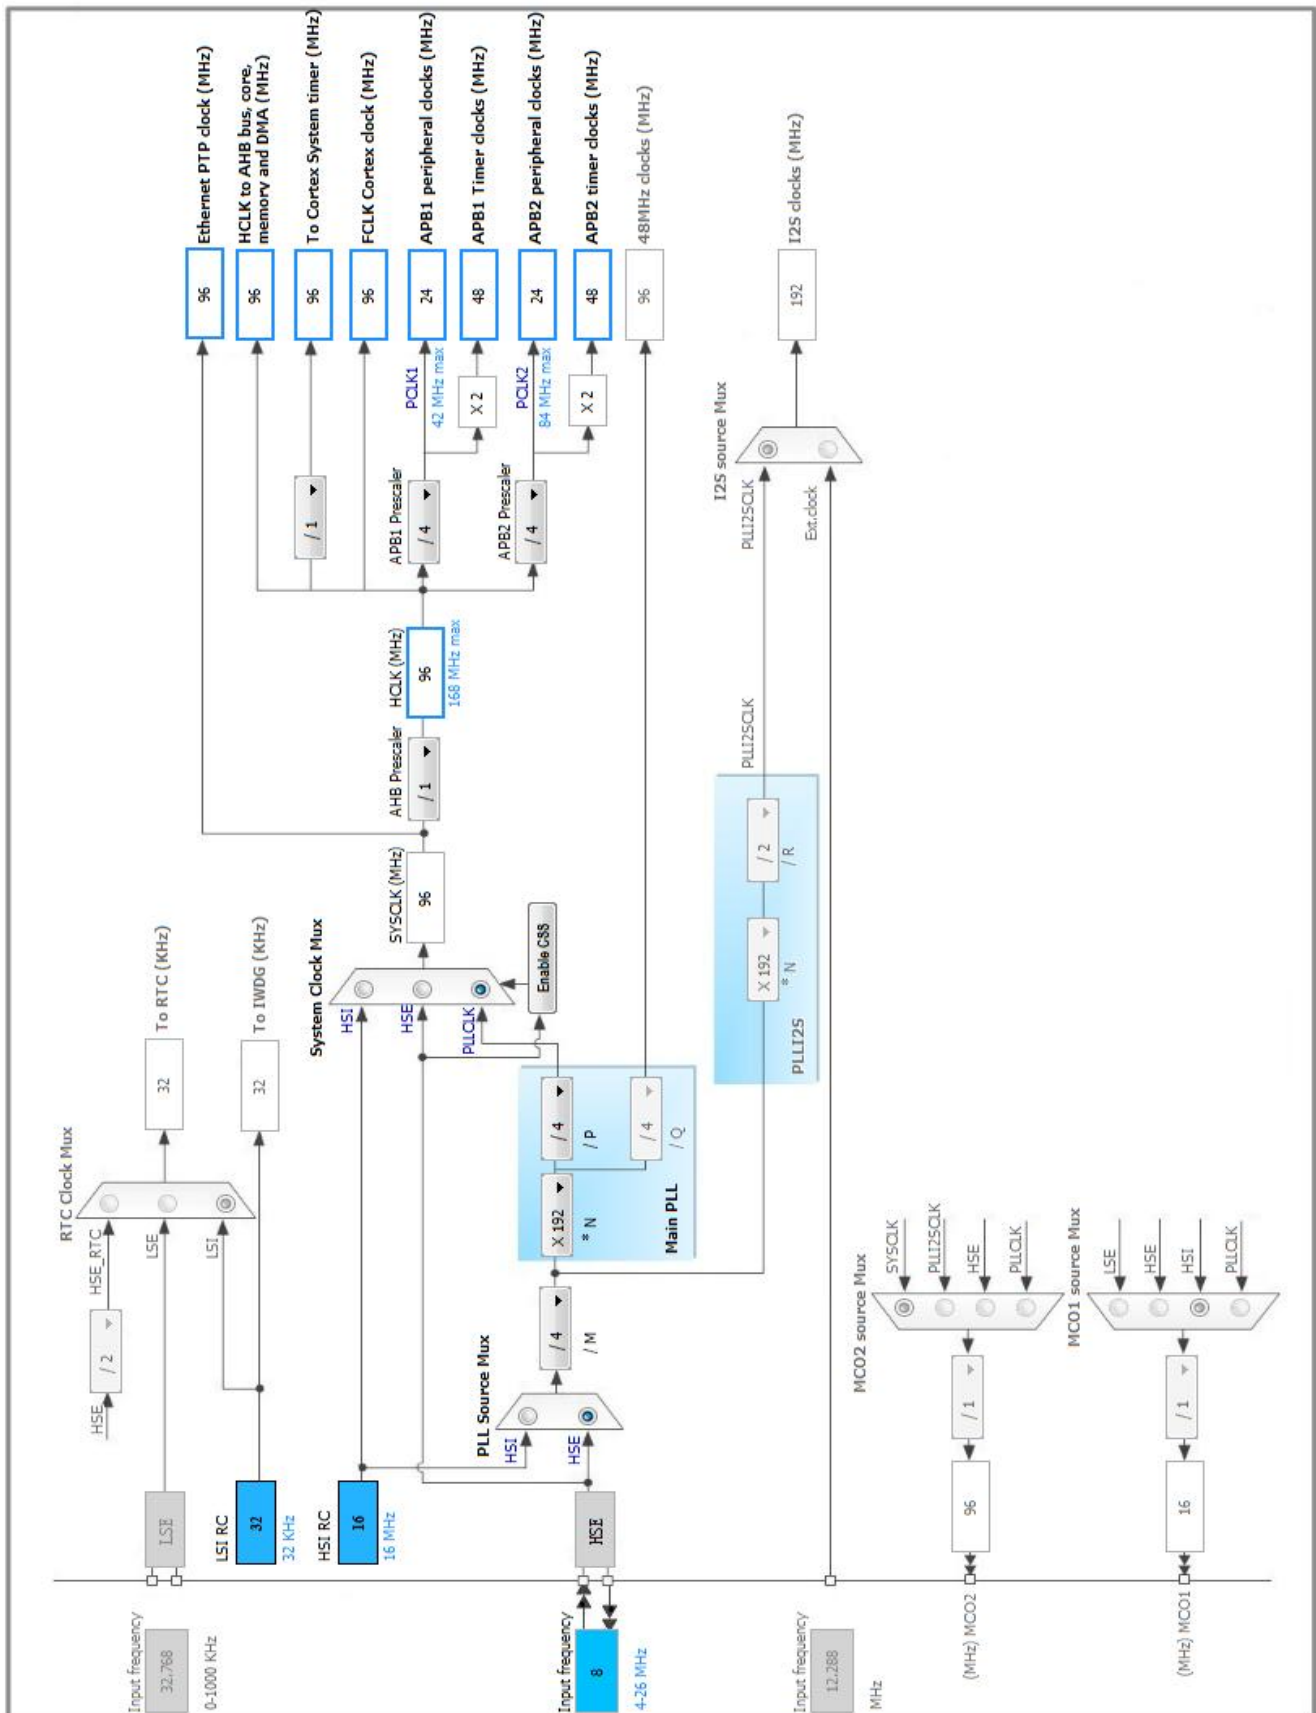 Input frequency
32.768
0-1000 KHz
LSE
LSI RC
32
32 KHz
HSI RC
16
16 MHz
HSE
/ 2
HSE_RTC
LSE
LSI
RTC Clock Mux
32
To RTC (KHz)
32
To IWDG (KHz)
Input frequency
8
4-26 MHz
HSE
PLL Source Mux
HSI
HSE
/ 4
/ M
X 192
* N
/ 4
/ P
/ 4
/ Q
Main PLL
System Clock Mux
HSI
HSE
PLLCLK
Enable CSS
SYSCLK (MHz)
96
AHB Prescaler
/ 1
HCLK (MHz)
96
168 MHz max
/ 1
APB1 Prescaler
/ 4
PCLK1
42 MHz max
X 2
APB2 Prescaler
/ 4
PCLK2
84 MHz max
X 2
96
Ethernet PTP clock (MHz)
96
HCLK to AHB bus, core,
memory and DMA (MHz)
96
To Cortex System timer (MHz)
96
FCLK Cortex clock (MHz)
24
APB1 peripheral clocks (MHz)
48
APB1 Timer clocks (MHz)
24
APB2 peripheral clocks (MHz)
48
APB2 timer clocks (MHz)
96
48MHz clocks (MHz)
X 192
* N
/ 2
/ R
PLLI2S
PLLI2SCLK
PLLI2SCLK
Ext.clock
I2S source Mux
192
I2S clocks (MHz)
Input frequency
12.288
MHz
(MHz) MCO2
96
/ 1
MCO2 source Mux
SYSCLK
PLLI2SCLK
HSE
PLLCLK
(MHz) MCO1
16
/ 1
MCO1 source Mux
LSE
HSE
HSI
PLLCLK